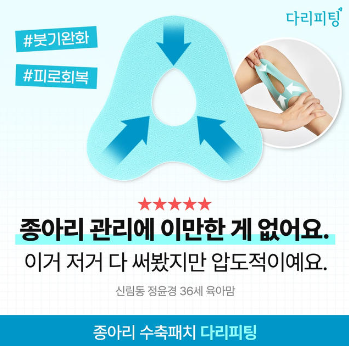 다리피팅
#붓기완화
#피로회복
★★★★★
종아리 관리에 이만한 게 없어요.
이거 저거 다 써봤지만 압도적이에요.
신림동 정윤경 36세 육아맘
종아리 수축패치 다리피팅